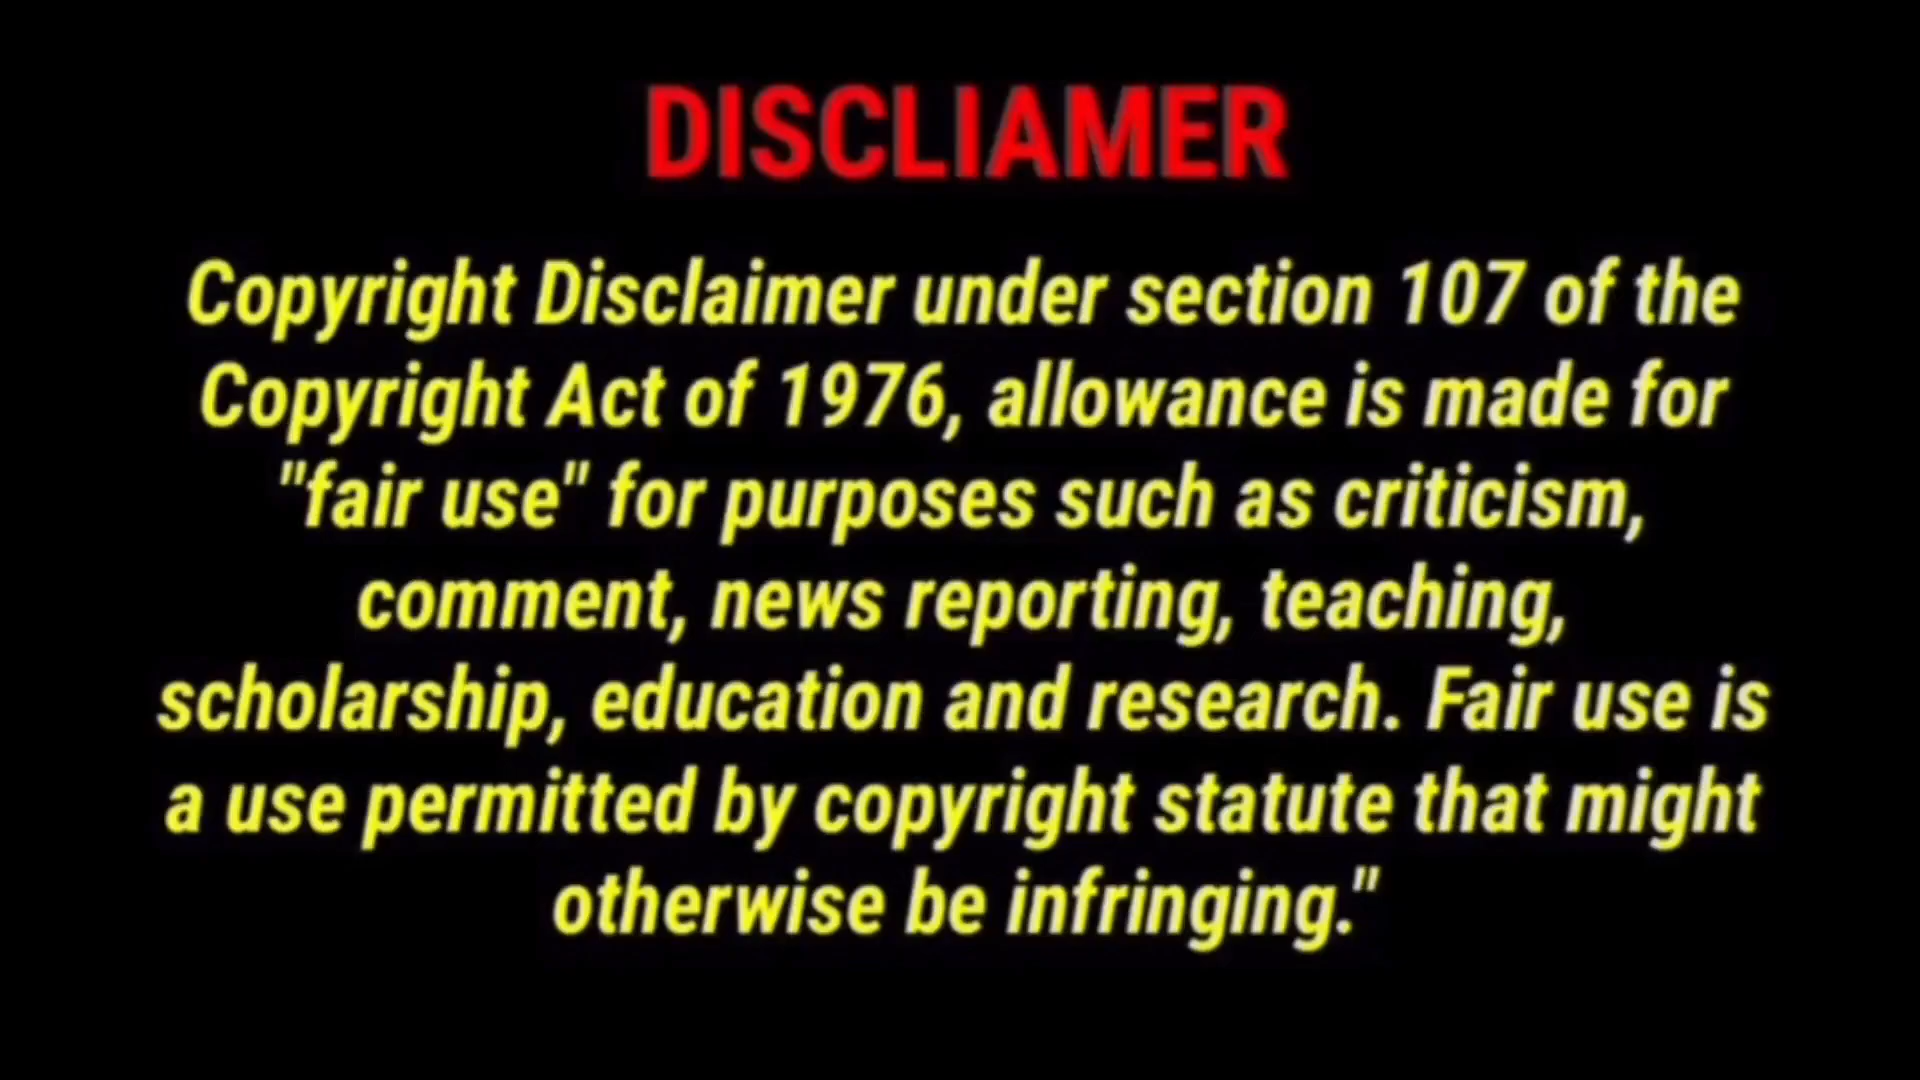 DISCLIAMER
Copyright Disclaimer under section 107 of the
Copyright Act of 1976, allowance is made for
"fair use" for purposes such as criticism,
comment, news reporting, teaching,
scholarship, education and research. Fair use is
a use permitted by copyright statute that might
otherwise be infringing."